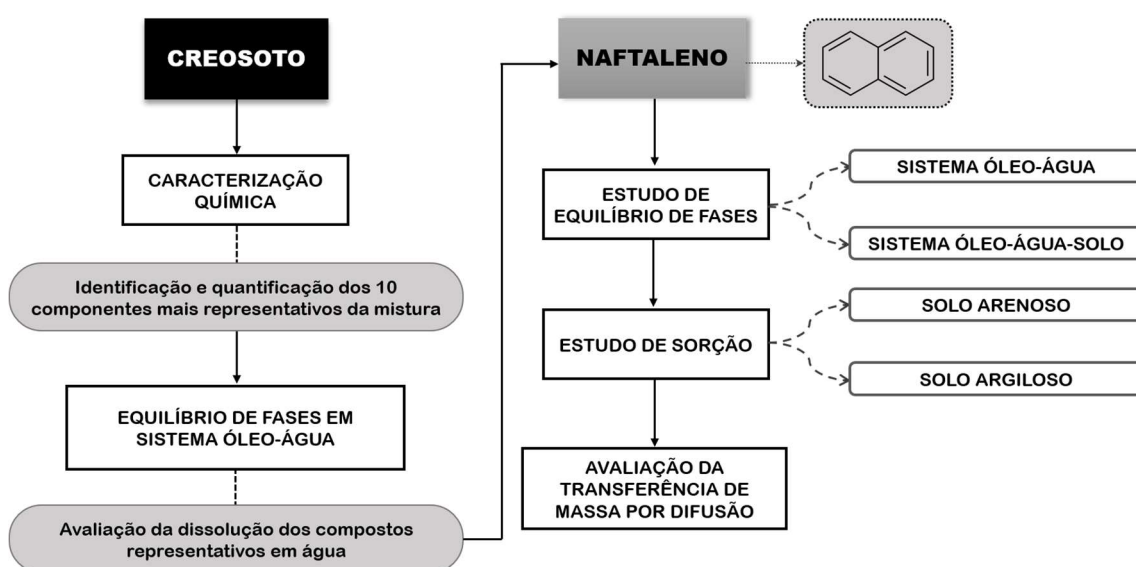 CREOSOTO
CARACTERIZAÇÃO
QUÍMICA
Identificação e quantificação dos 10
componentes mais representativos da mistura
EQUILÍBRIO DE FASES EM
SISTEMA ÓLEO-ÁGUA
Avaliação da dissolução dos compostos
representativos em água
NAFTALENO
ESTUDO DE
EQUILÍBRIO DE FASES
SISTEMA ÓLEO-ÁGUA
SISTEMA ÓLEO-ÁGUA-SOLO
ESTUDO DE SORÇÃO
SOLO ARENOSO
SOLO ARGILOSO
AVALIAÇÃO DA
TRANSFERÊNCIA DE
MASSA POR DIFUSÃO